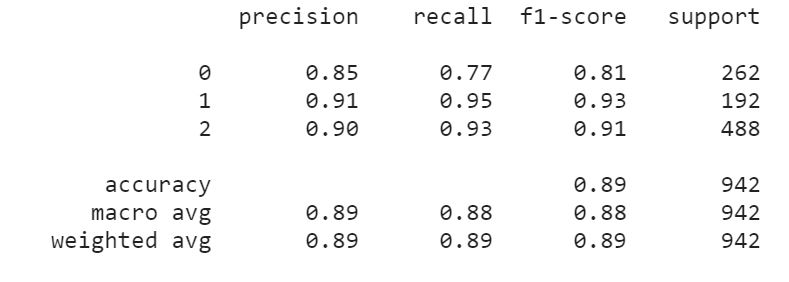 precision recall f1-score support
0 0.85 0.77 0.81 262
1 0.91 0.95 0.93 192
2 0.90 0.93 0.91 488
accuracy 0.89 942
macro avg 0.89 0.88 0.88 942
weighted avg 0.89 0.89 0.89 942